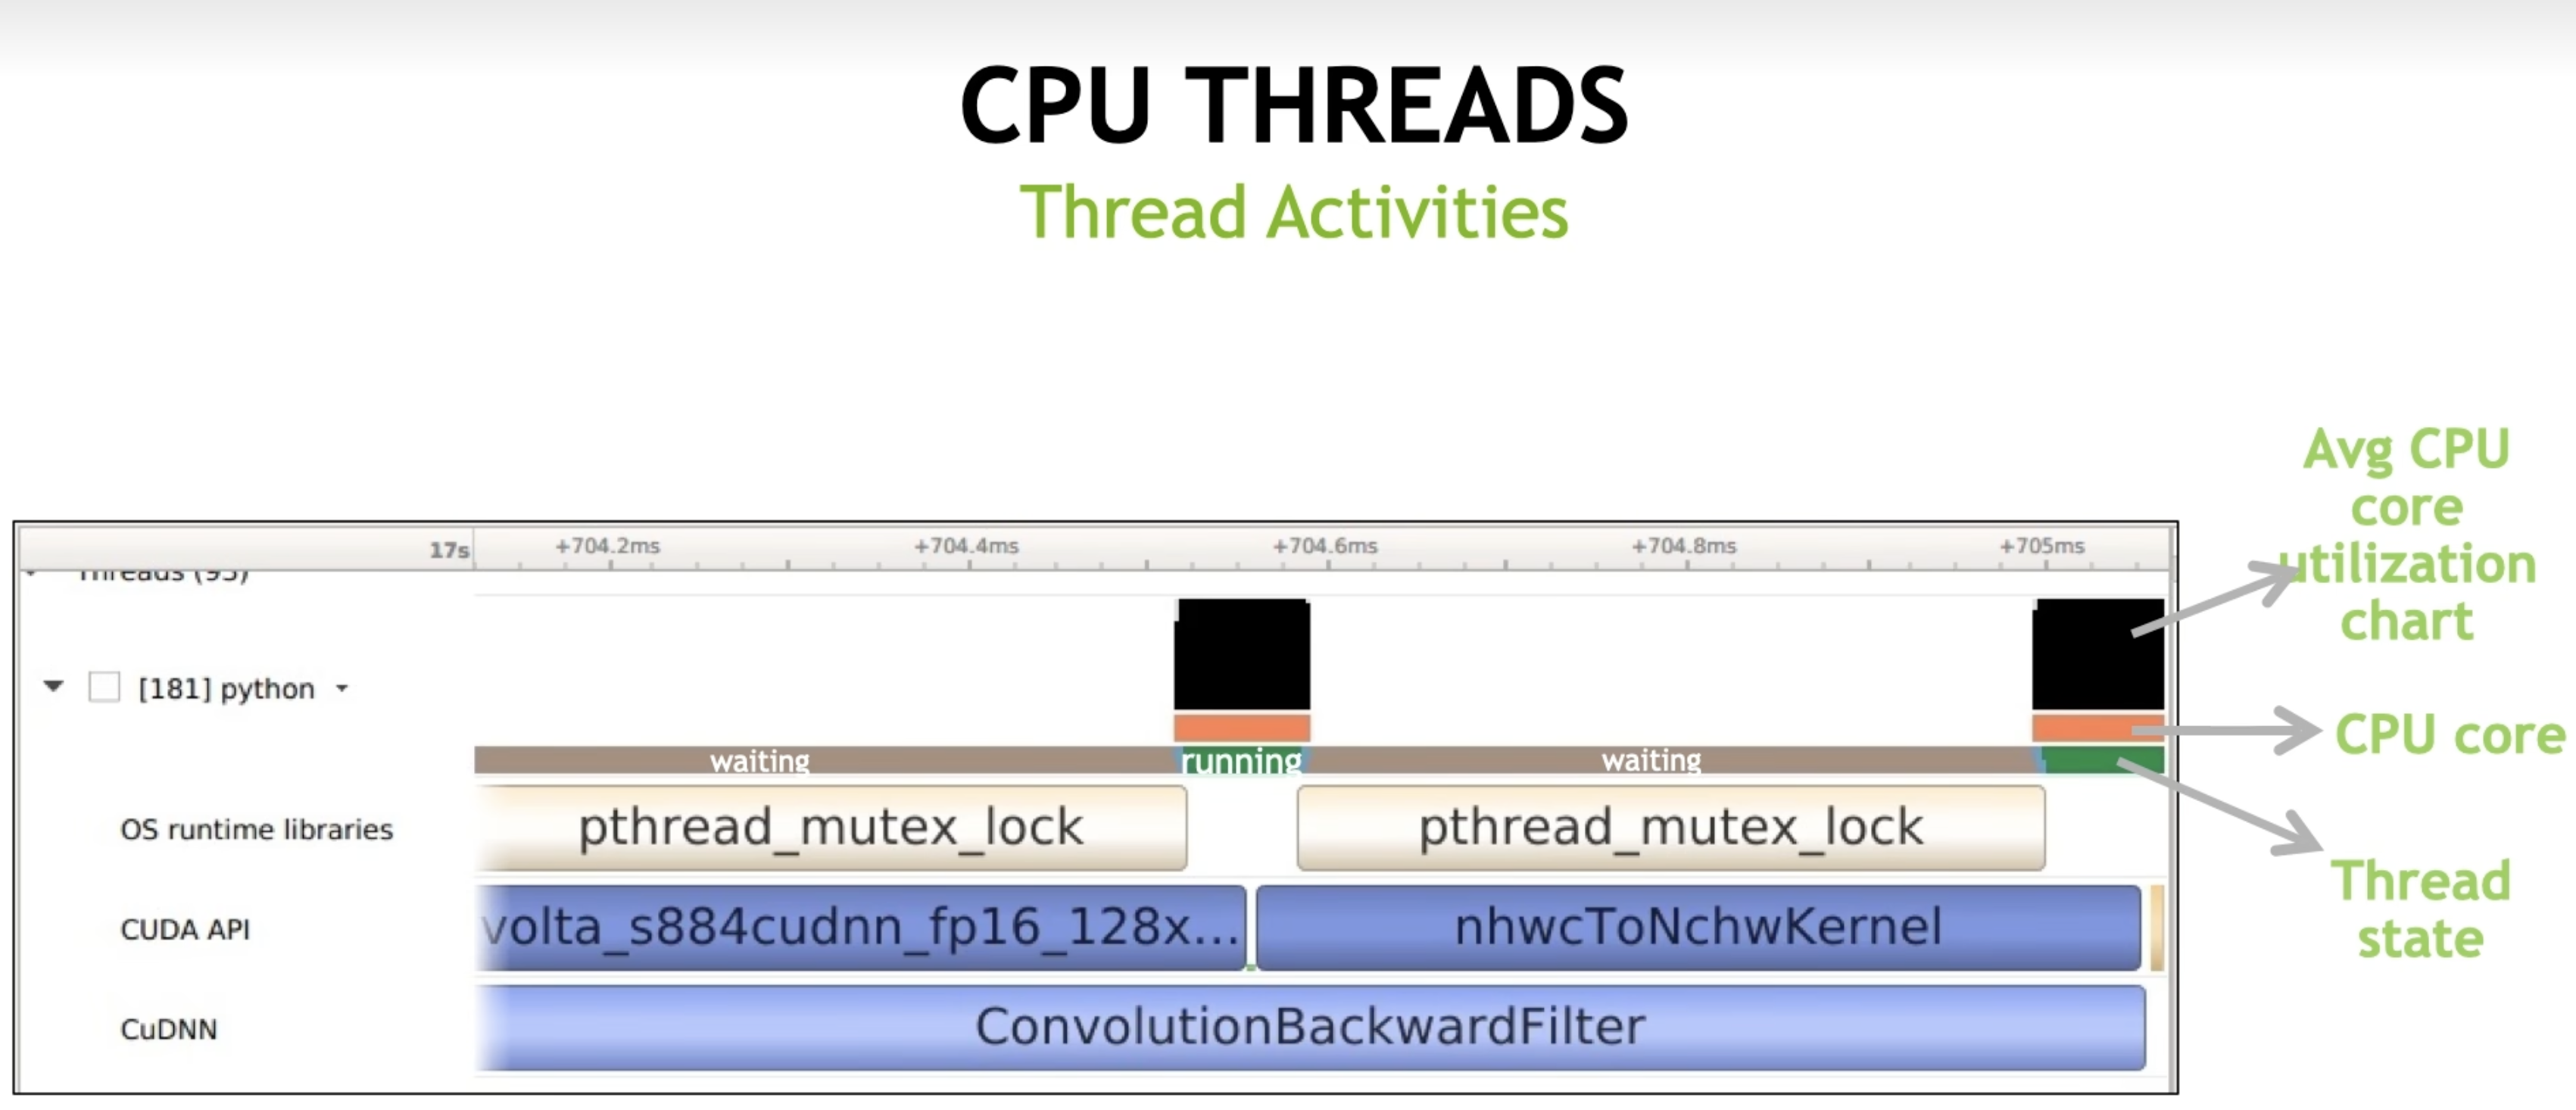 CPU THREADS
Thread Activities
Avg CPU
core
utilization
chart
17s +704.2ms +704.4ms +704.6ms +704.8ms +705ms
Threads (95)
[181] python
CPU core
waiting running waiting
OS runtime libraries pthread_mutex_lock pthread_mutex_lock
Thread
state
CUDA API volta_s884cudnn_fp16_128x... nhwcToNchwKernel
CuDNN ConvolutionBackwardFilter